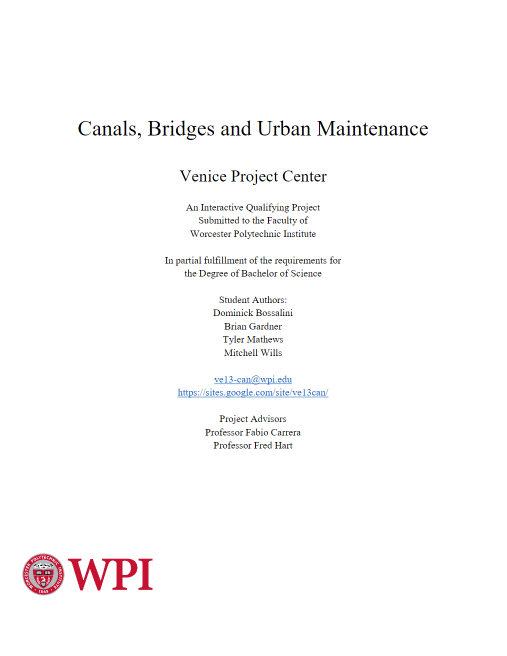 Canals, Bridges and Urban Maintenance
Venice Project Center
An Interactive Qualifying Project
Submitted to the Faculty of
Worcester Polytechnic Institute
In partial fulfillment of the requirements for
the Degree of Bachelor of Science
Student Authors:
Dominick Bossalini
Brian Gardner
Tyler Mathews
Mitchell Wills
ve13-can@wpi.edu
https://sites.google.com/site/ve13can/
Project Advisors
Professor Fabio Carrera
Professor Fred Hart
WPI